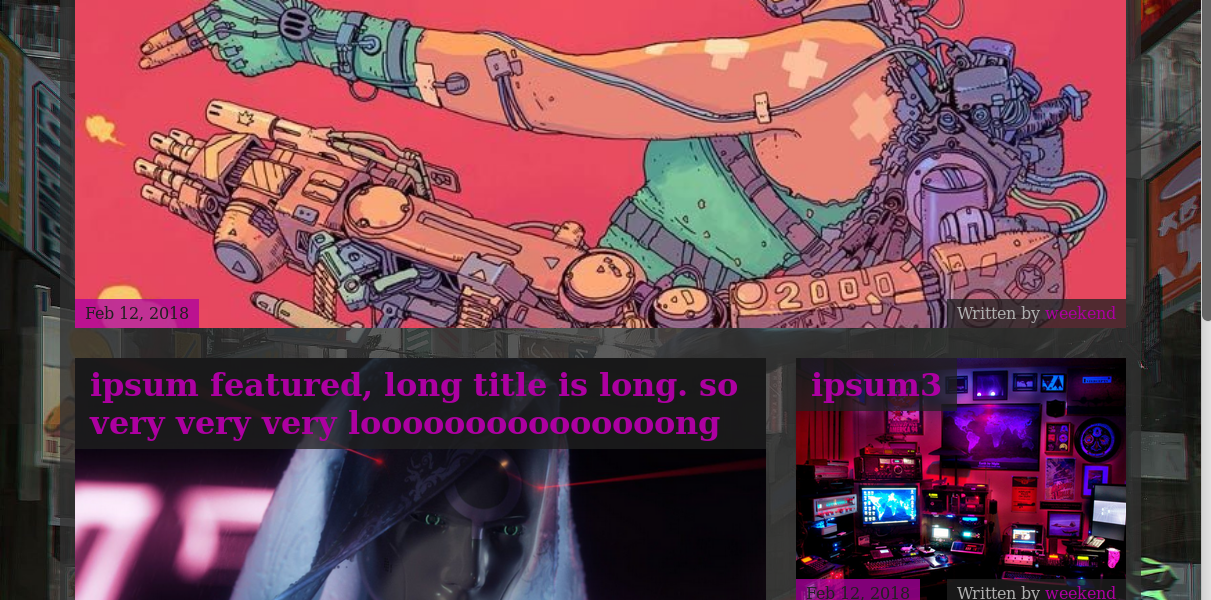 2000
Feb 12, 2018
Written by weekend
ipsum featured, long title is long. so
very very very looooooooooooooong
ipsum3
Feb 12, 2018
Written by weekend